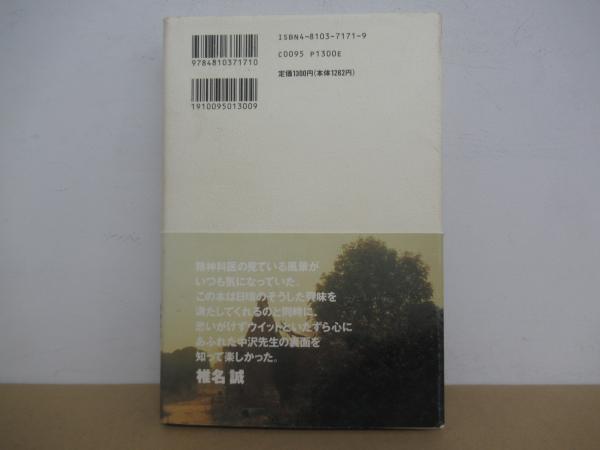 ISBN4-8103-7171-9
C0095 P1300E
定価1300円(本体1262円)
9784810371710
1910095013009
精神科医の見ている風景が
いつも気になっていた。
この本は日頃のそうした興味を
満たしてくれるのと同時に、
思いがけずウイットといたずら心に
あふれた中沢先生の裏面を
知って楽しかった。
椎名 誠